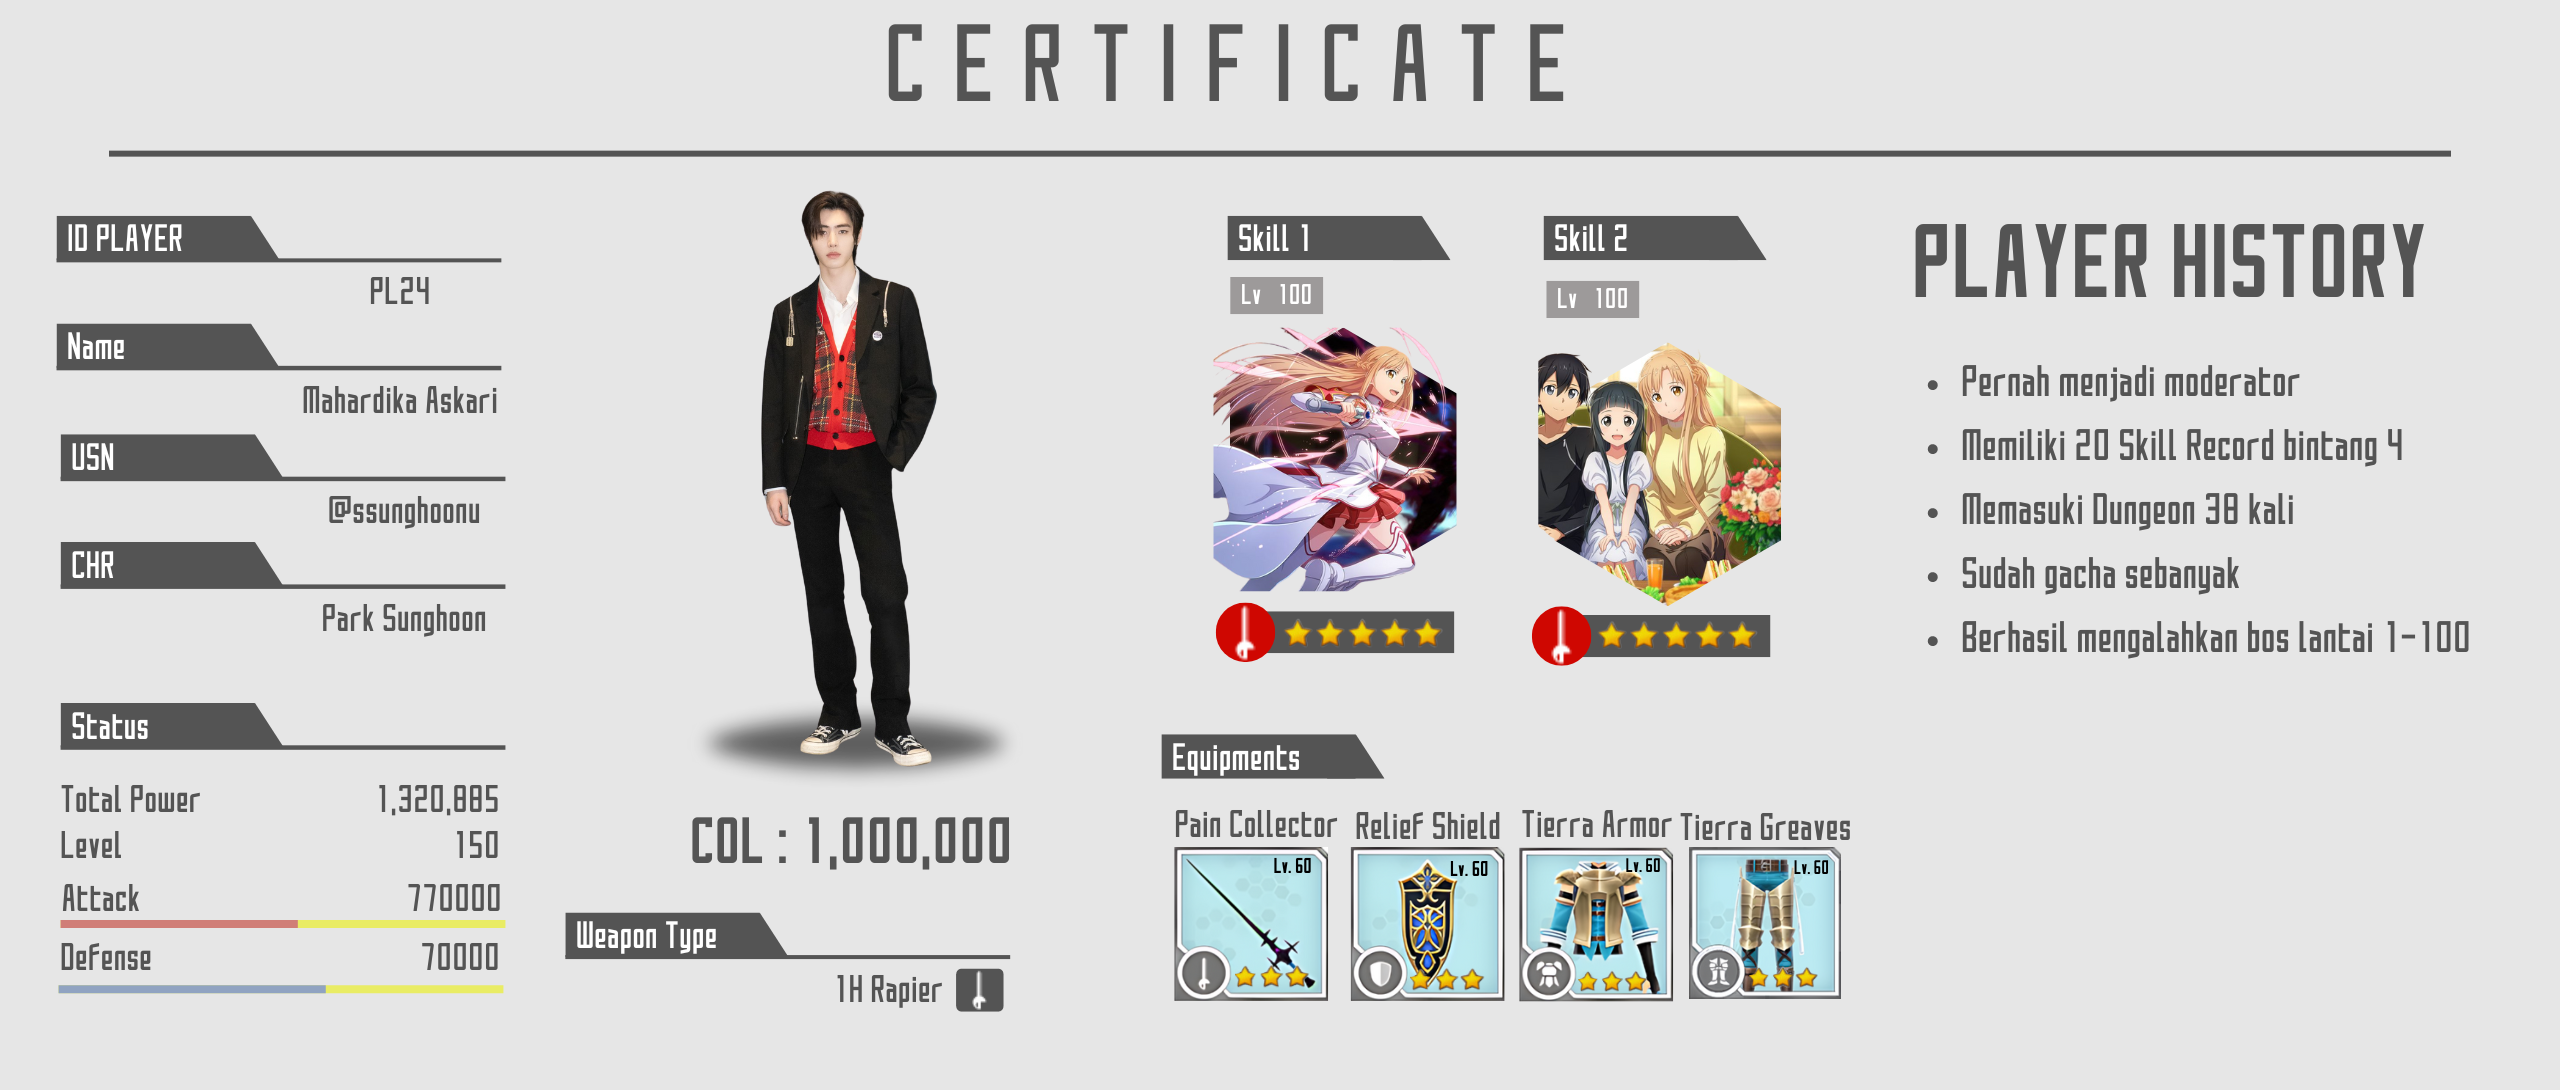 CERTIFICATE
ID PLAYER
PL24
Name
Mahardika Askari
USN
@ssunghoonu
CHR
Park Sunghoon
Status
Total Power 1,320,885
Level 150
Attack 770000
Defense 70000
COL : 1,000,000
Weapon Type
1H Rapier
Skill 1
Lv 100
Skill 2
Lv 100
Equipments
Pain Collector
Lv. 60
Relief Shield
Lv. 60
Tierra Armor
Lv. 60
Tierra Greaves
Lv. 60
PLAYER HISTORY
• Pernah menjadi moderator
• Memiliki 20 Skill Record bintang 4
• Memasuki Dungeon 38 kali
• Sudah gacha sebanyak
• Berhasil mengalahkan bos lantai 1-100